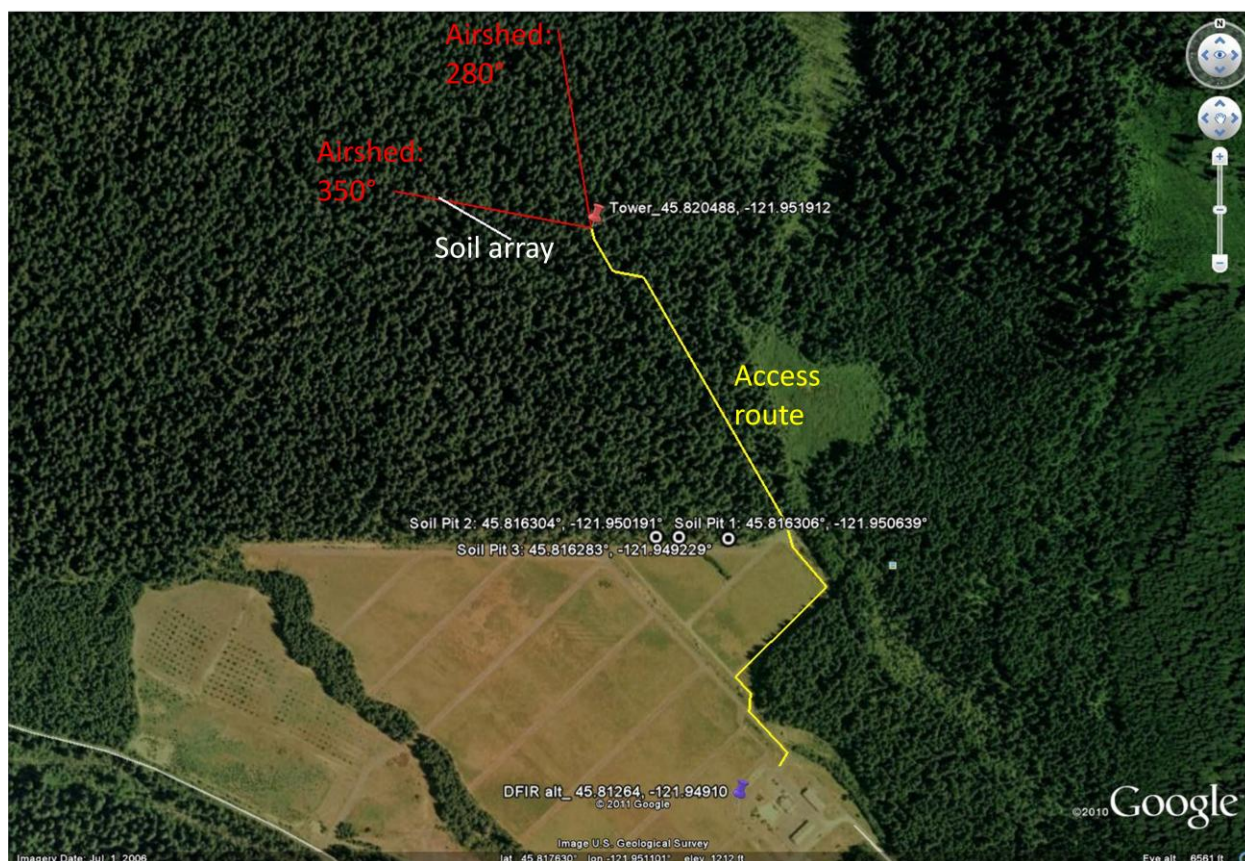 N
Airshed:
280°
Airshed:
350°
Tower_45.820488, -121.951912
Soil array
Access
route
Soil Pit 2: 45.816304°, -121.950191° Soil Pit 1: 45.816306°, -121.950639°
Soil Pit 3: 45.816283°, -121.949229°
DFIR alt_ 45.81264, -121.94910
© 2011 Google
©2010 Google
Image U.S. Geological Survey
Imagery Date: Jul 1, 2006 lat 45.817630° lon -121.951101° elev 1212 ft Eye alt 6561 ft